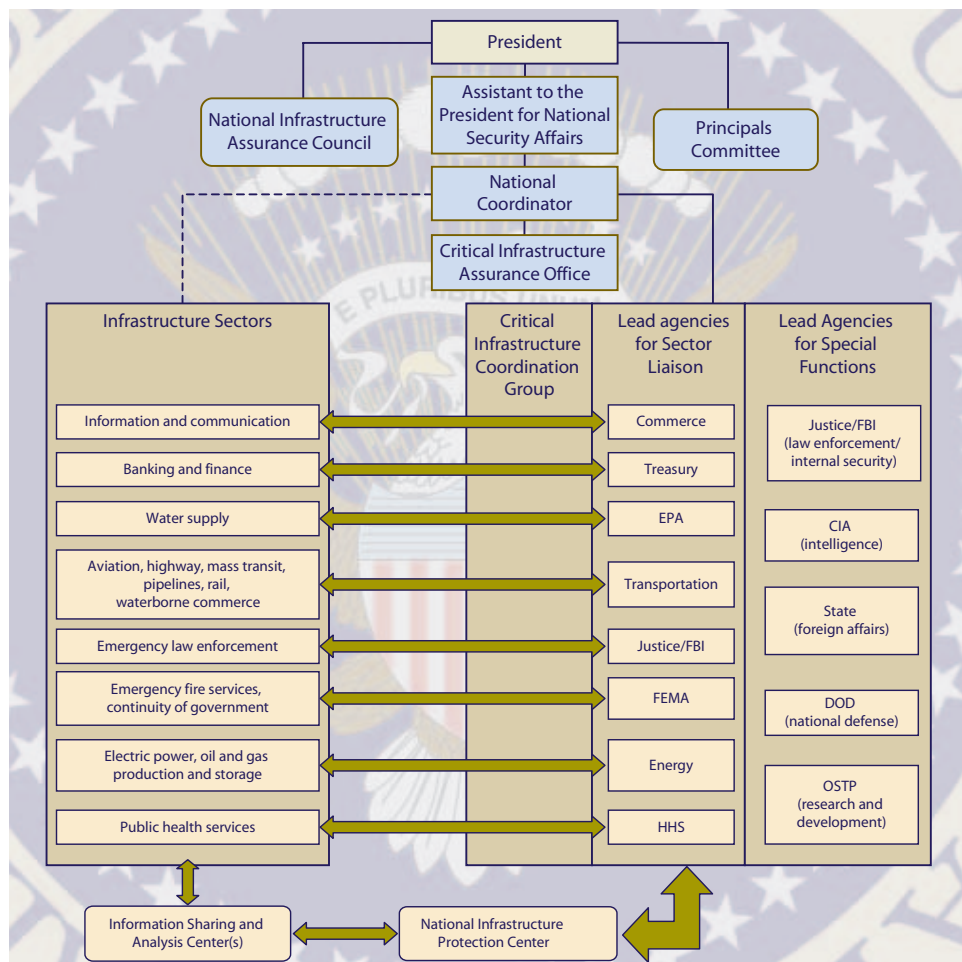 President
Assistant to the
President for National
Security Affairs
National Infrastructure
Assurance Council
Principals
Committee
National
Coordinator
Critical Infrastructure
Assurance Office
E PLURIBUS UNUM
Infrastructure Sectors
Critical
Infrastructure
Coordination
Group
Lead agencies
for Sector
Liaison
Lead Agencies
for Special
Functions
Information and communication
Commerce
Banking and finance
Treasury
Water supply
EPA
Aviation, highway, mass transit,
pipelines, rail,
waterborne commerce
Transportation
Emergency law enforcement
Justice/FBI
Emergency fire services,
continuity of government
FEMA
Electric power, oil and gas
production and storage
Energy
Public health services
HHS
Justice/FBI
(law enforcement/
internal security)
CIA
(intelligence)
State
(foreign affairs)
DOD
(national defense)
OSTP
(research and
development)
Information Sharing and
Analysis Center(s)
National Infrastructure
Protection Center